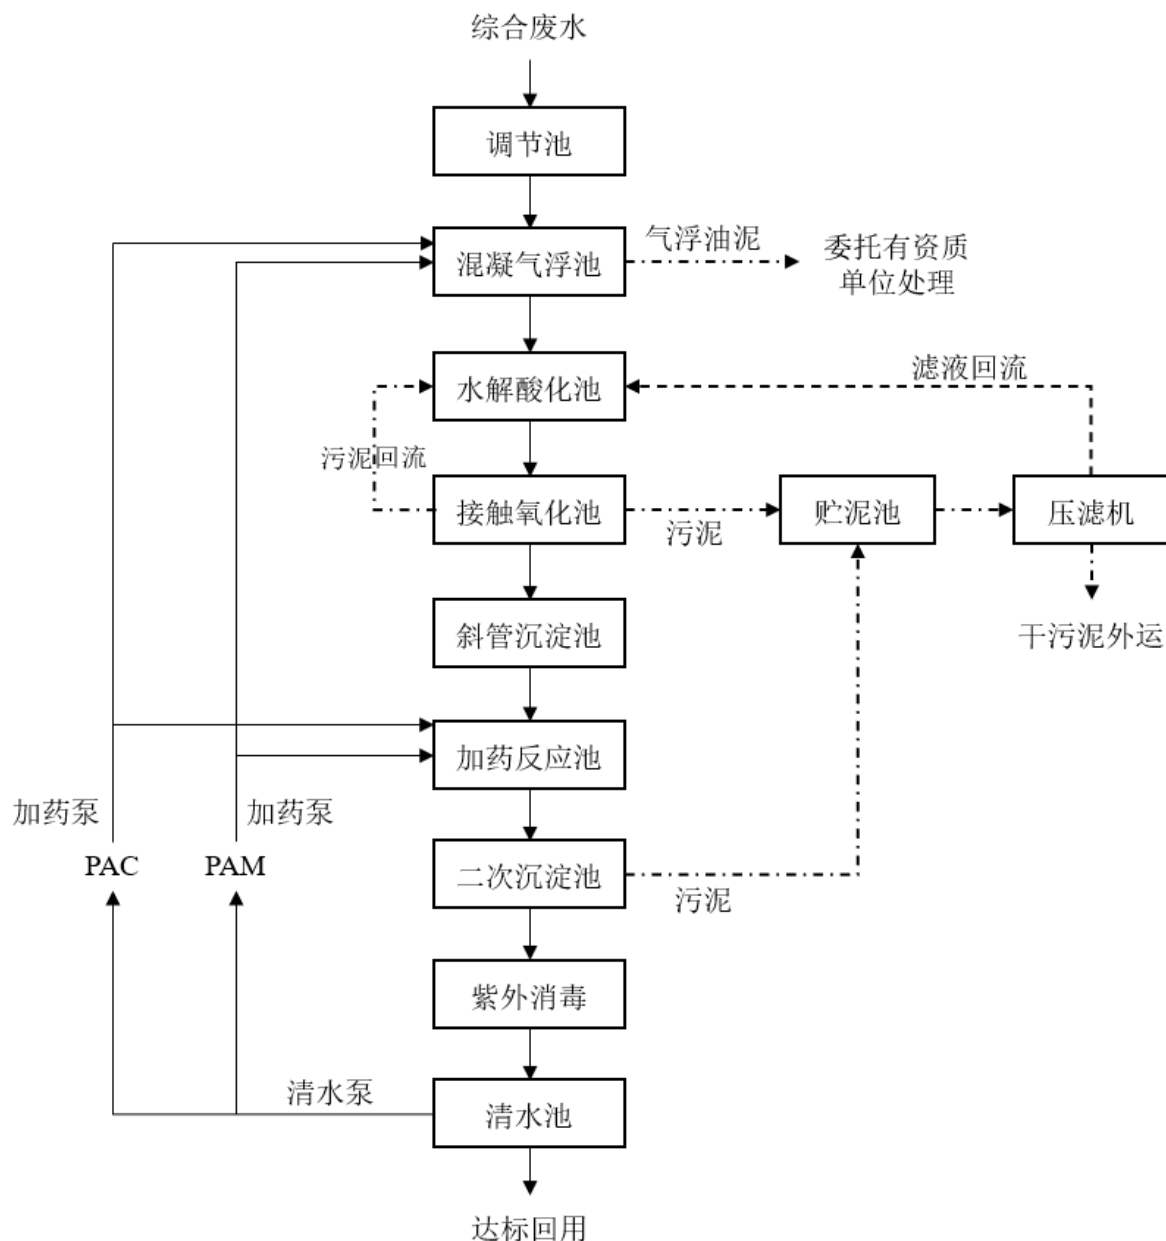 综合废水
调节池
混凝气浮池
气浮油泥
委托有资质
单位处理
水解酸化池
滤液回流
污泥回流
接触氧化池
污泥
贮泥池
压滤机
斜管沉淀池
干污泥外运
加药反应池
加药泵
加药泵
PAC
PAM
二次沉淀池
污泥
紫外消毒
清水泵
清水池
达标回用